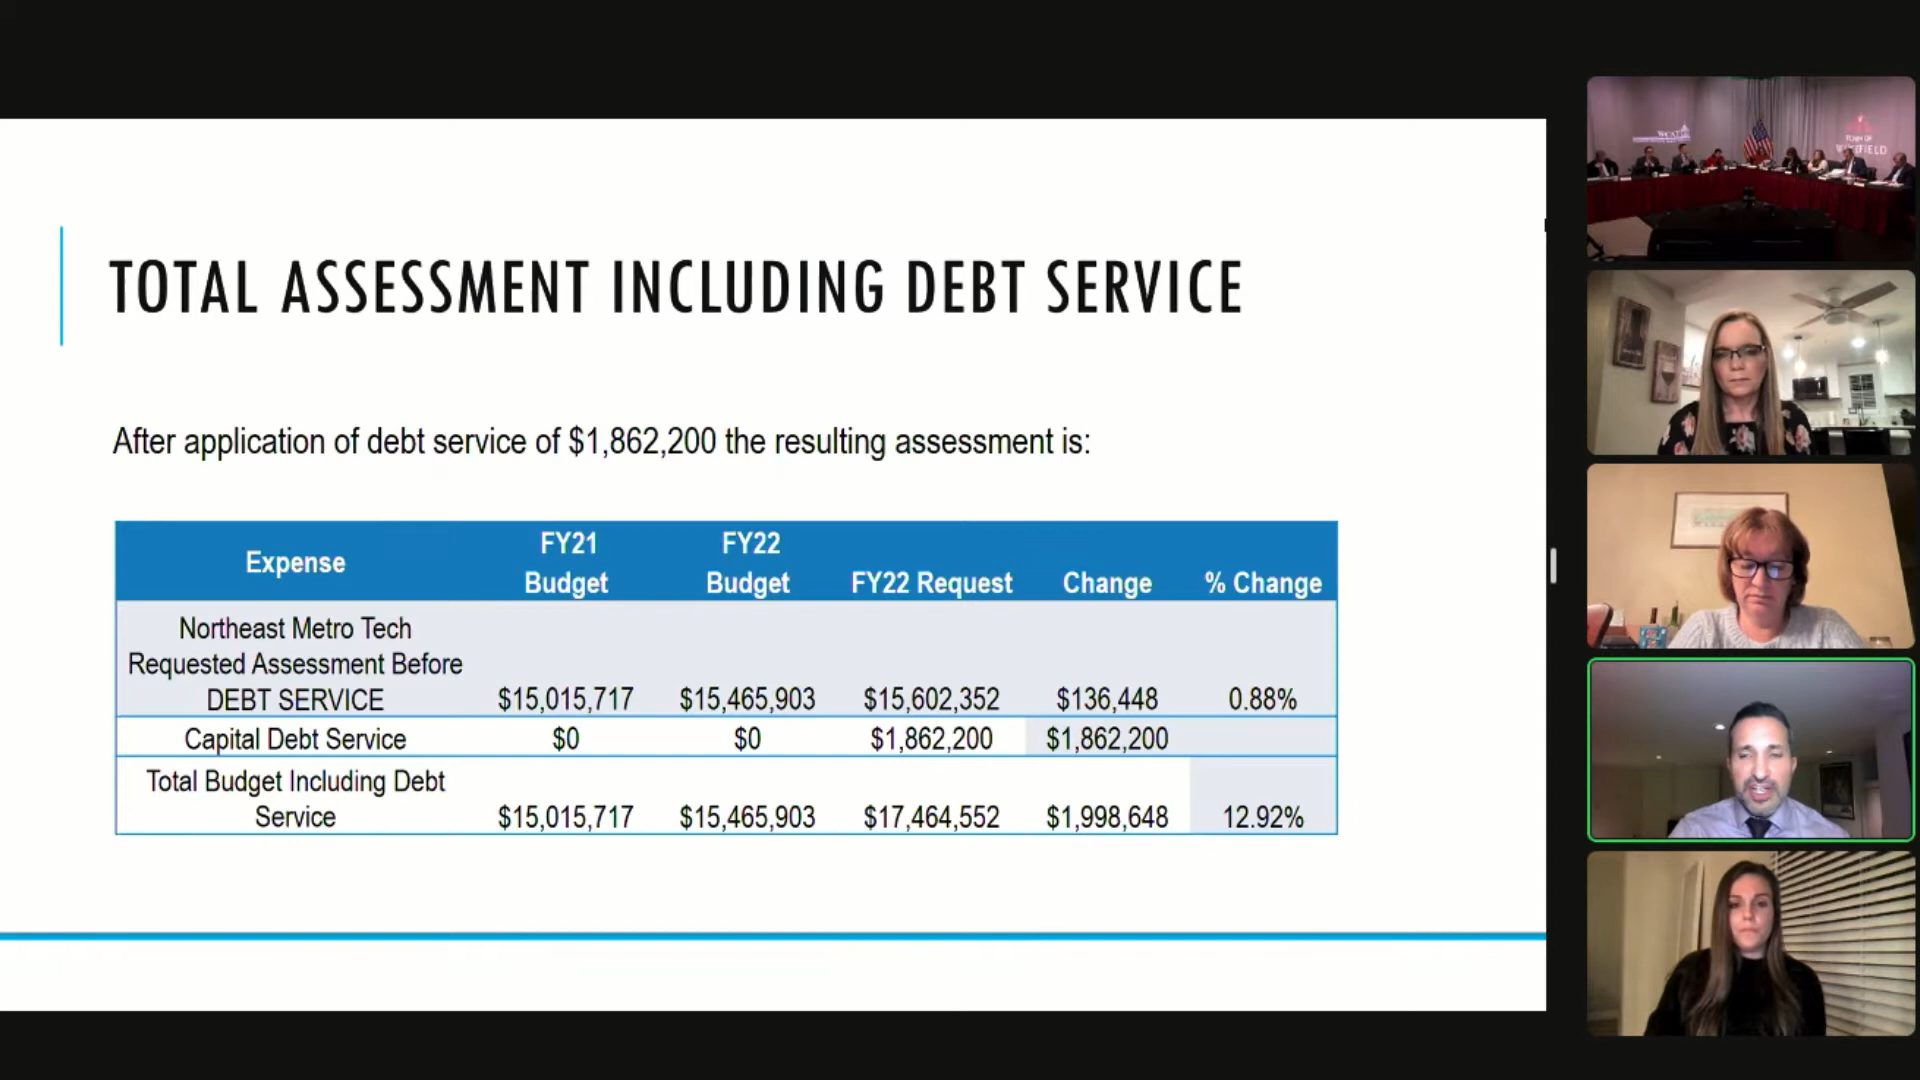 TOTAL ASSESSMENT INCLUDING DEBT SERVICE
After application of debt service of $1,862,200 the resulting assessment is:
Expense FY21 Budget FY22 Budget FY22 Request Change % Change
Northeast Metro Tech
Requested Assessment Before
DEBT SERVICE $15,015,717 $15,465,903 $15,602,352 $136,448 0.88%
Capital Debt Service $0 $0 $1,862,200 $1,862,200
Total Budget Including Debt
Service $15,015,717 $15,465,903 $17,464,552 $1,998,648 12.92%
TOWN OF